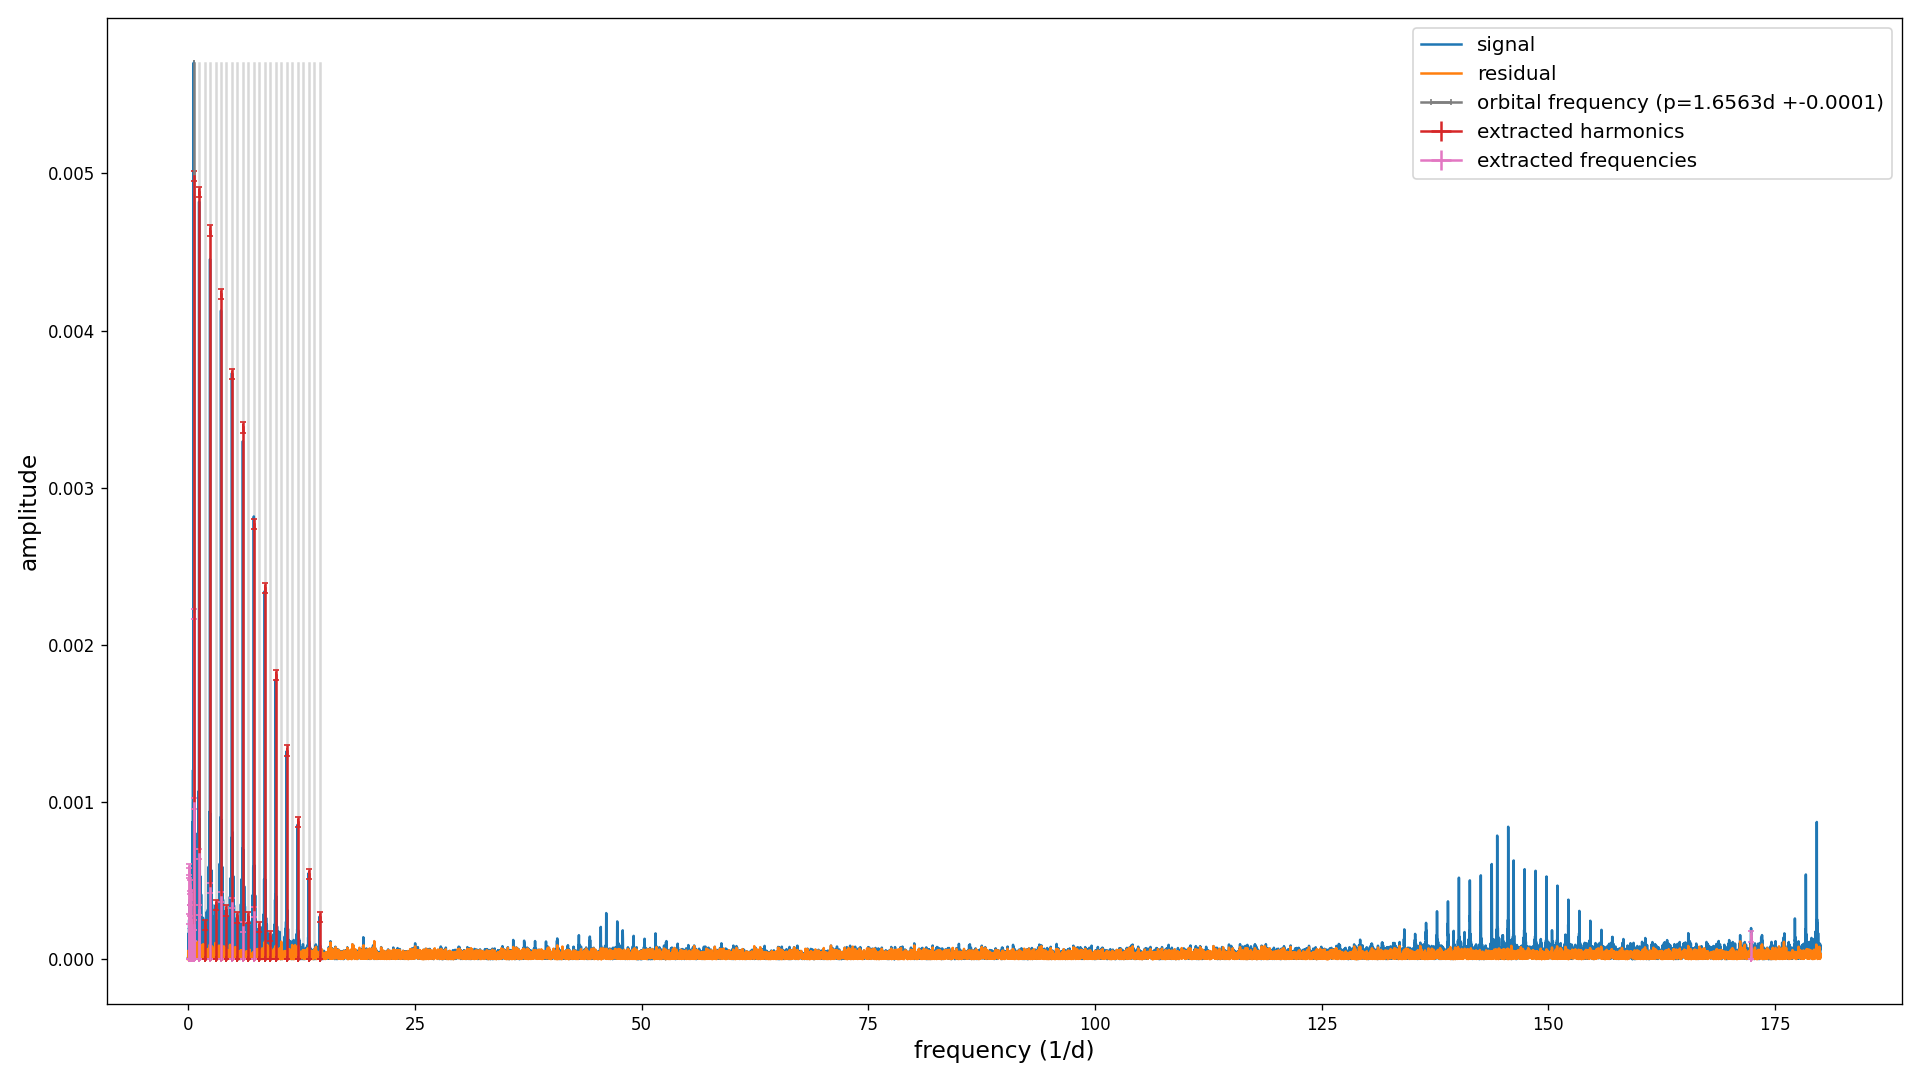 signal
residual
orbital frequency (p=1.6563d +-0.0001)
extracted harmonics
extracted frequencies
0.005
0.004
0.003
0.002
0.001
0.000
amplitude
0 25 50 75 100 125 150 175
frequency (1/d)